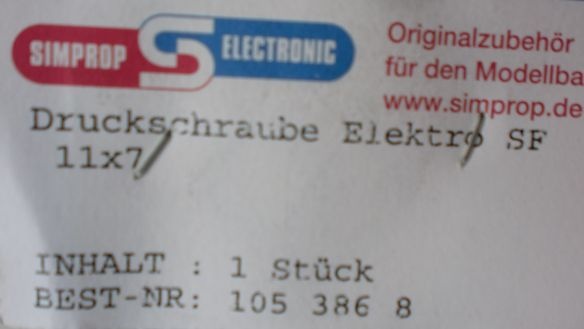 SIMPROP ELECTRONIC
Originalzubehör
für den Modellba
www.simprop.de
Druckschraube Elektro SF
11x7
INHALT : 1 Stück
BEST-NR: 105 386 8